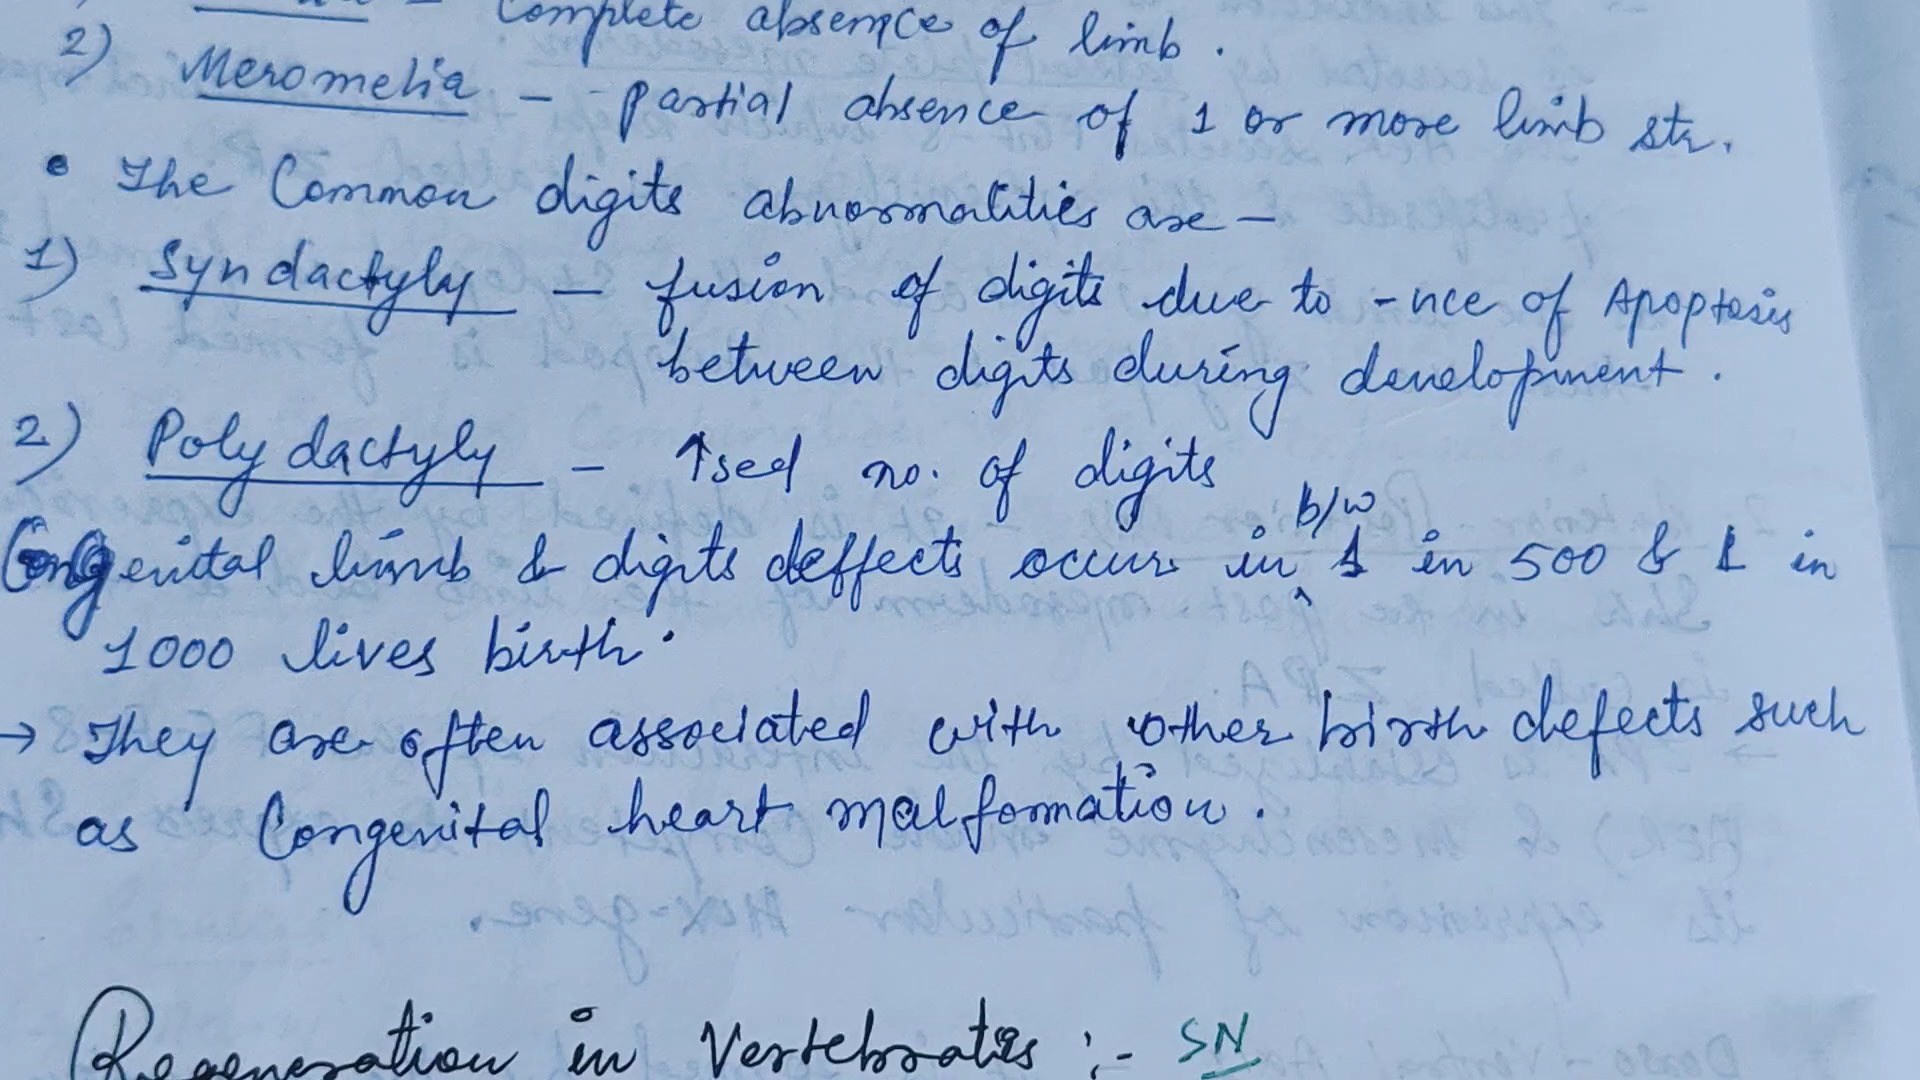 – Complete absence of limb.
2) Meromelia – partial absence of 1 or more limb str.
• The Common digits abnormalities are –
1) Syndactyly – fusion of digits due to -nce of Apoptosis
between digits during development.
2) Polydactyly – ↑sed no. of digits
Congenital limb & digits deffects occur in b/w 1 in 500 & 1 in
1000 lives birth.
→ They are often associated with other birth defects such
as Congenital heart malformation.
Regeneration in Vertebrates :- SN